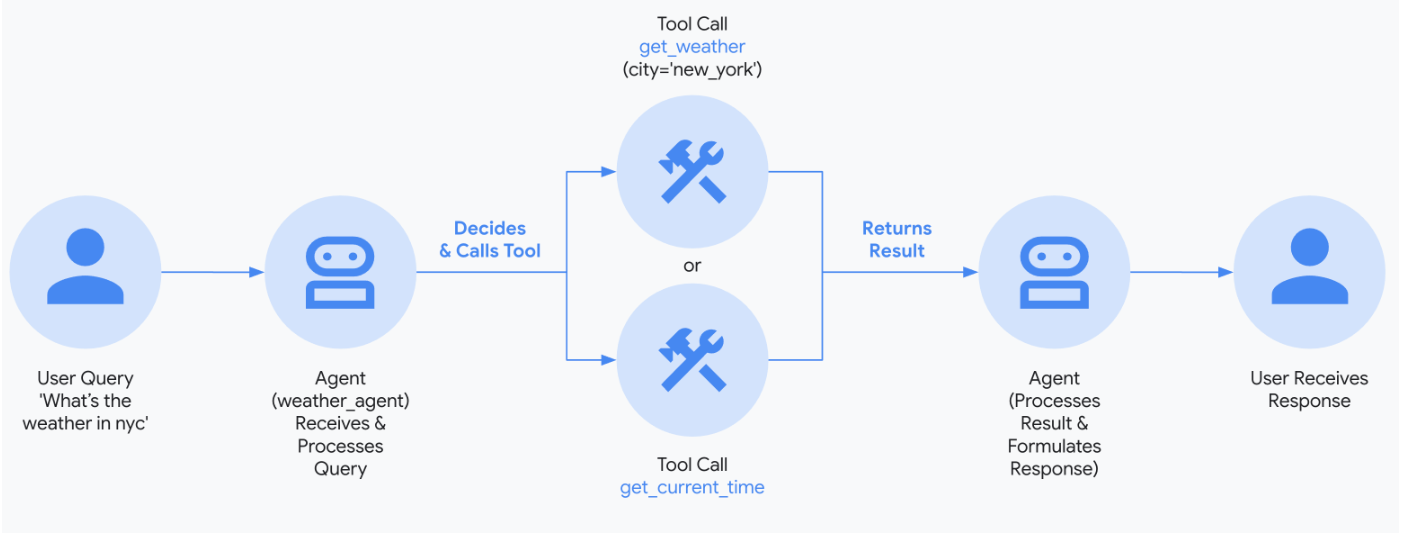 Tool Call
get_weather
(city='new_york')
Decides
& Calls Tool
Returns
Result
or
User Query
'What’s the
weather in nyc'
Agent
(weather_agent)
Receives &
Processes
Query
Tool Call
get_current_time
Agent
(Processes
Result &
Formulates
Response)
User Receives
Response